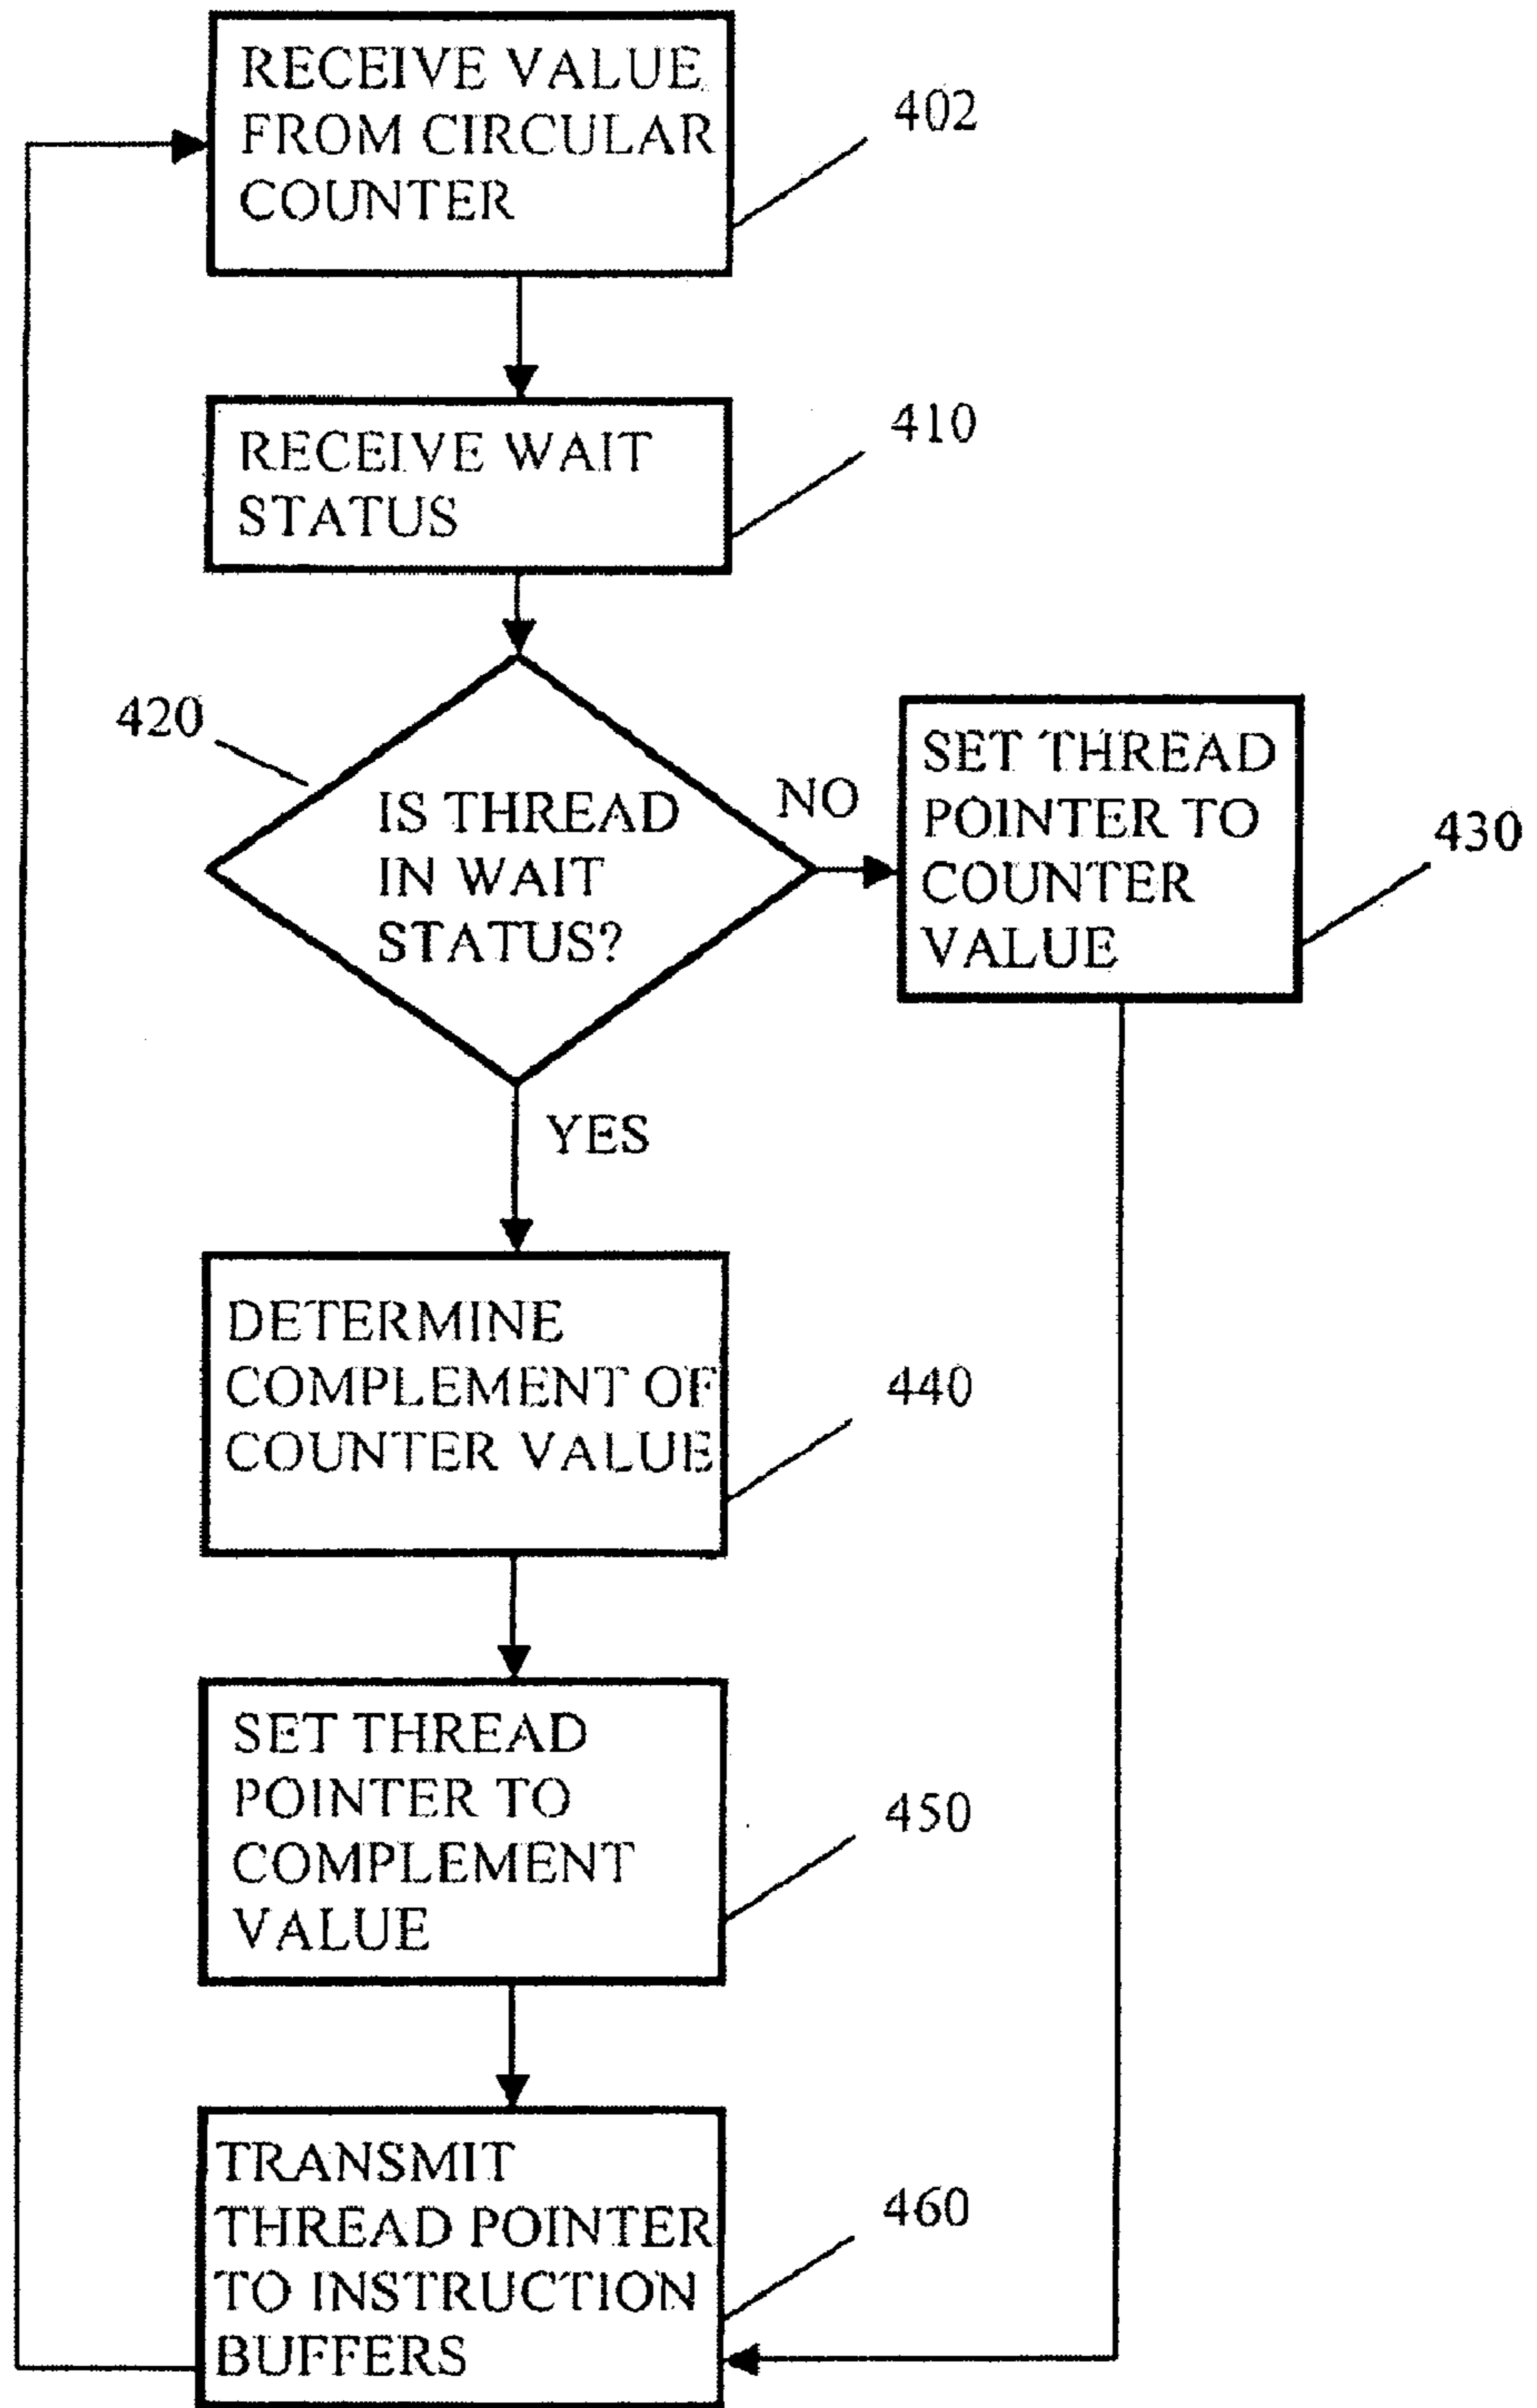 RECEIVE VALUE
FROM CIRCULAR
COUNTER
402
RECEIVE WAIT
STATUS
410
420
IS THREAD
IN WAIT
STATUS?
NO
SET THREAD
POINTER TO
COUNTER
VALUE
430
YES
DETERMINE
COMPLEMENT OF
COUNTER VALUE
440
SET THREAD
POINTER TO
COMPLEMENT
VALUE
450
TRANSMIT
THREAD POINTER
TO INSTRUCTION
BUFFERS
460